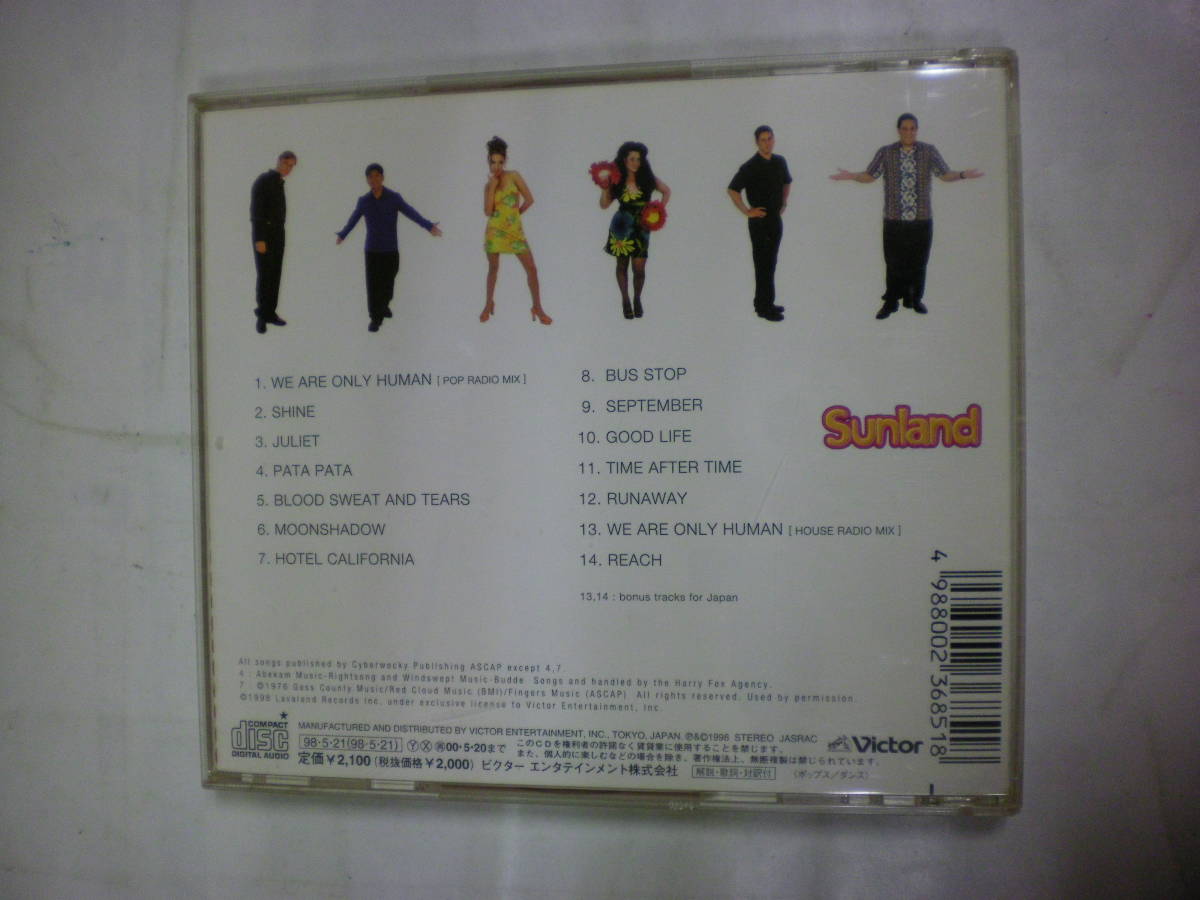 1. WE ARE ONLY HUMAN [ POP RADIO MIX ]
2. SHINE
3. JULIET
4. PATA PATA
5. BLOOD SWEAT AND TEARS
6. MOONSHADOW
7. HOTEL CALIFORNIA
8. BUS STOP
9. SEPTEMBER
10. GOOD LIFE
11. TIME AFTER TIME
12. RUNAWAY
13. WE ARE ONLY HUMAN [ HOUSE RADIO MIX ]
14. REACH
13,14 : bonus tracks for Japan
Sunland
All songs published by Cyberwocky Publishing ASCAP except 4,7.
4 : Abekam Music-Rightsong and Windswept Music-Budde Songs and handled by the Harry Fox Agency.
7 : ©1976 Gass County Music/Red Cloud Music (BMI)/Fingers Music (ASCAP) All rights reserved. Used by permission.
©1998 Lavaland Records Inc. under exclusive license to Victor Entertainment, Inc.
COMPACT disc DIGITAL AUDIO
MANUFACTURED AND DISTRIBUTED BY VICTOR ENTERTAINMENT, INC., TOKYO, JAPAN. ℗&©1998 STEREO JASRAC
98・5・21(98・5・21) Ⓨ Ⓧ 00・5・20まで
このCDを権利者の許諾なく賃貸業に使用することを禁じます。
また、個人的に楽しむなどの場合を除き、著作権法上、無断複製は禁じられています。
定価¥2,100(税抜価格¥2,000) ビクター エンタテインメント株式会社
解説・歌詞・対訳付 (ポップス/ダンス)
Victor
4 988002 368518